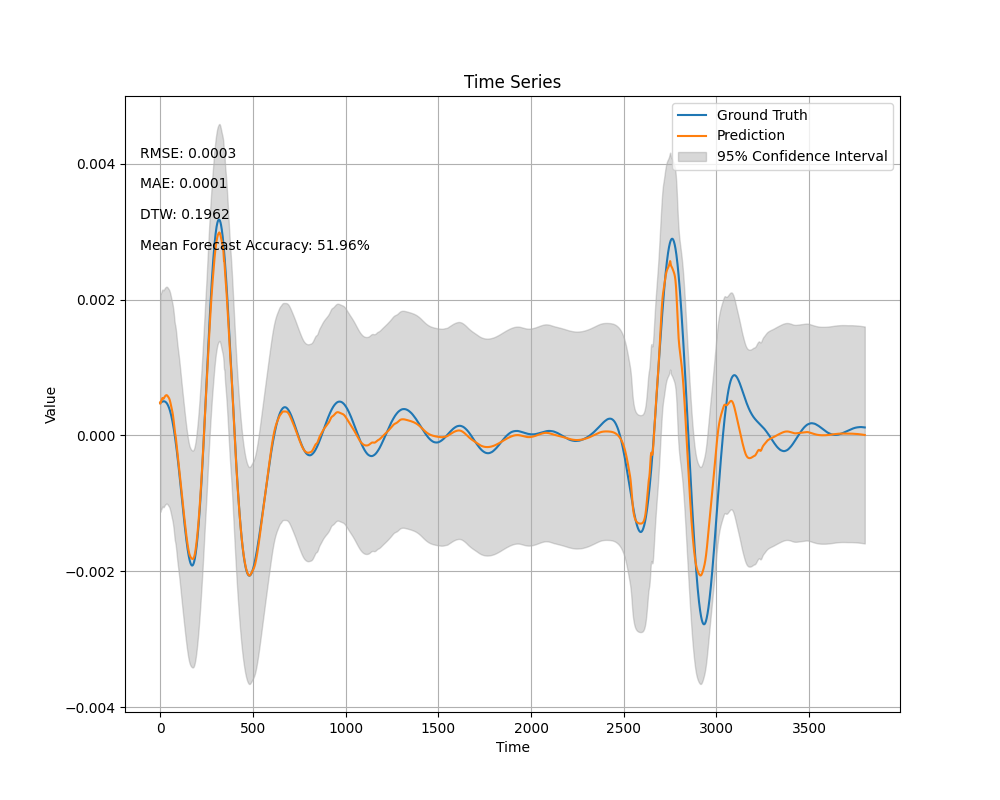 Time Series
Ground Truth
Prediction
95% Confidence Interval
RMSE: 0.0003
MAE: 0.0001
DTW: 0.1962
Mean Forecast Accuracy: 51.96%
Value
0.004
0.002
0.000
−0.002
−0.004
0 500 1000 1500 2000 2500 3000 3500
Time